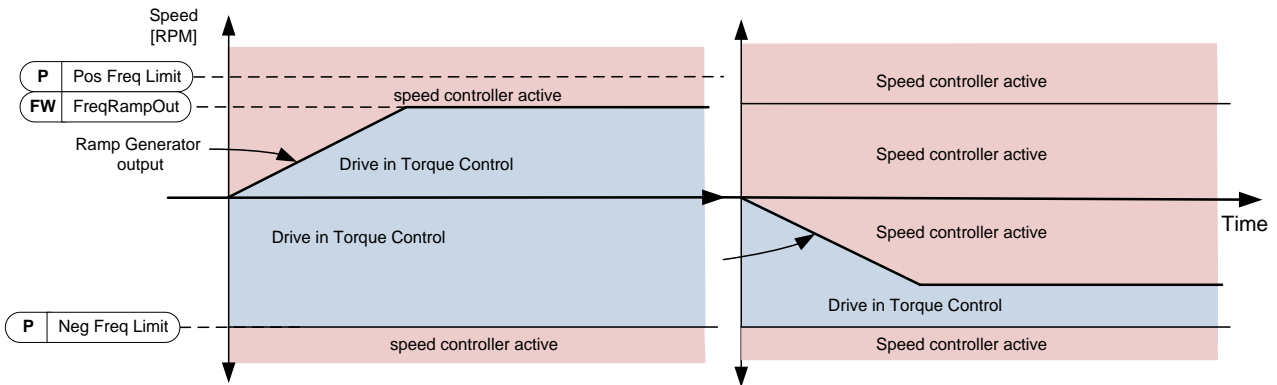 Speed
[RPM]
P Pos Freq Limit
FW FreqRampOut
speed controller active
Ramp Generator
output
Drive in Torque Control
Drive in Torque Control
P Neg Freq Limit
speed controller active
Speed controller active
Speed controller active
Speed controller active
Time
Drive in Torque Control
Speed controller active